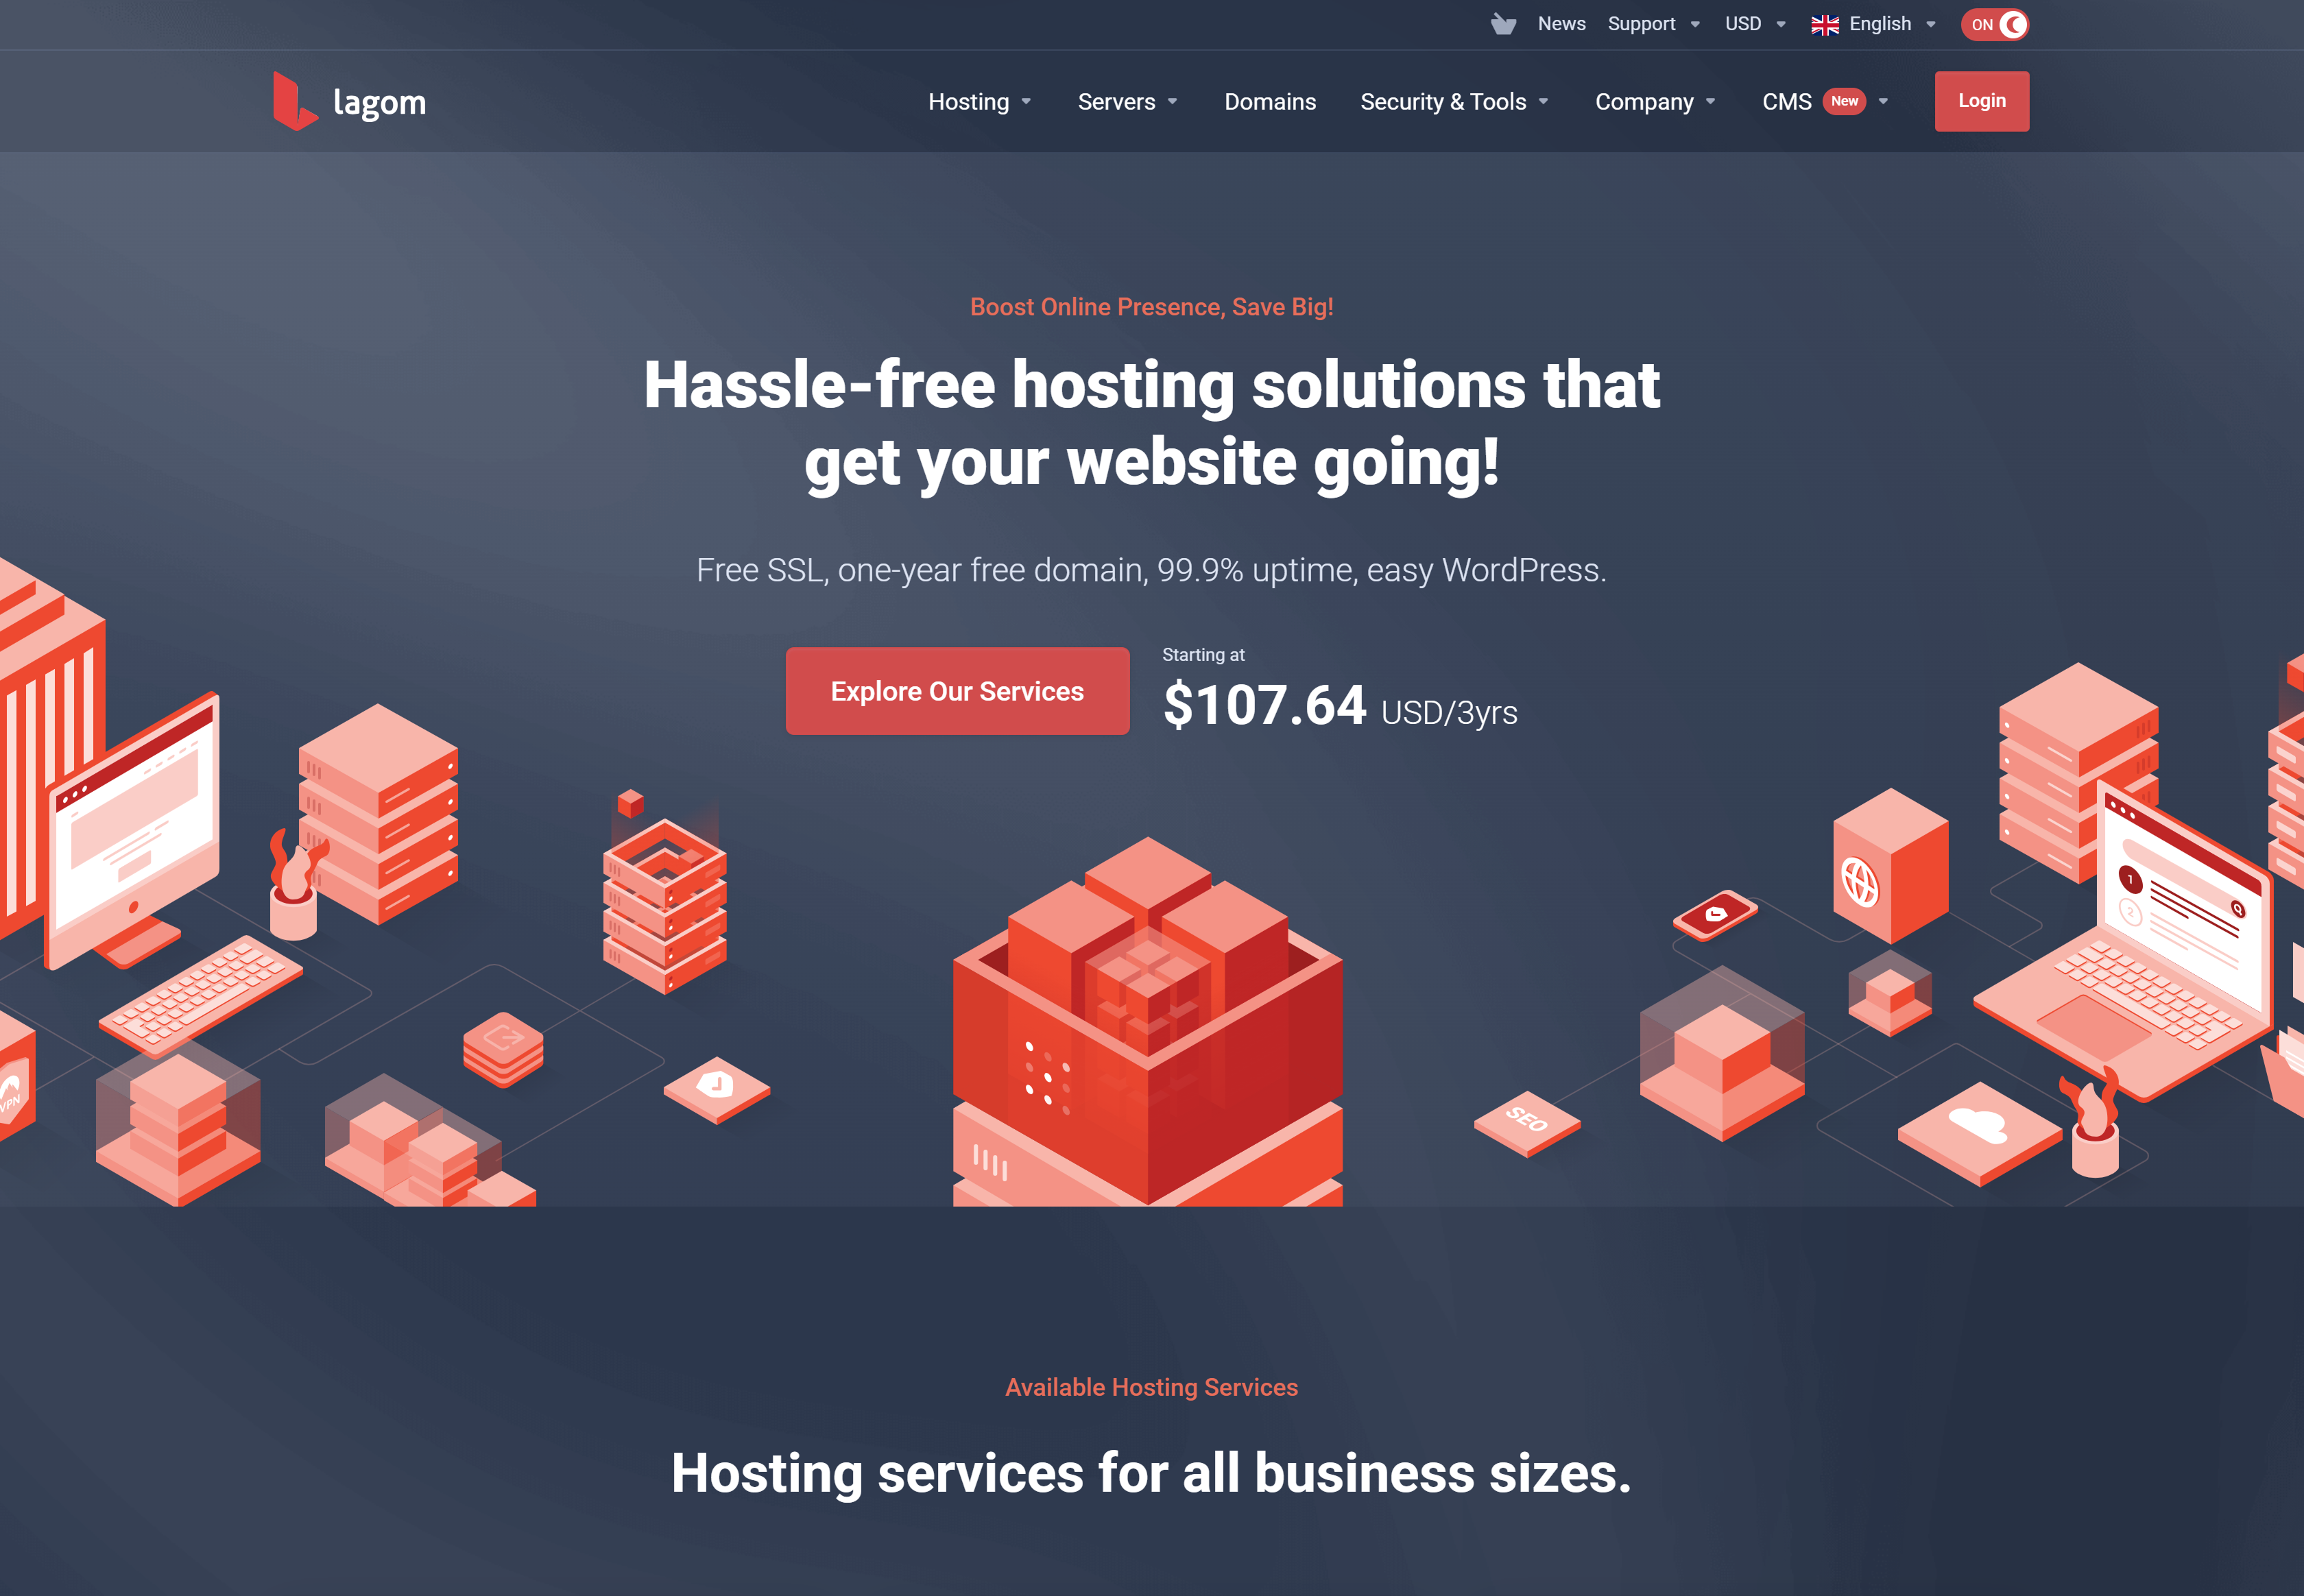 News Support USD English ON
lagom
Hosting Servers Domains Security & Tools Company CMS New Login
Boost Online Presence, Save Big!
Hassle-free hosting solutions that
get your website going!
Free SSL, one-year free domain, 99.9% uptime, easy WordPress.
Explore Our Services
Starting at
$107.64 USD/3yrs
1
2
VPN
SEO
Available Hosting Services
Hosting services for all business sizes.